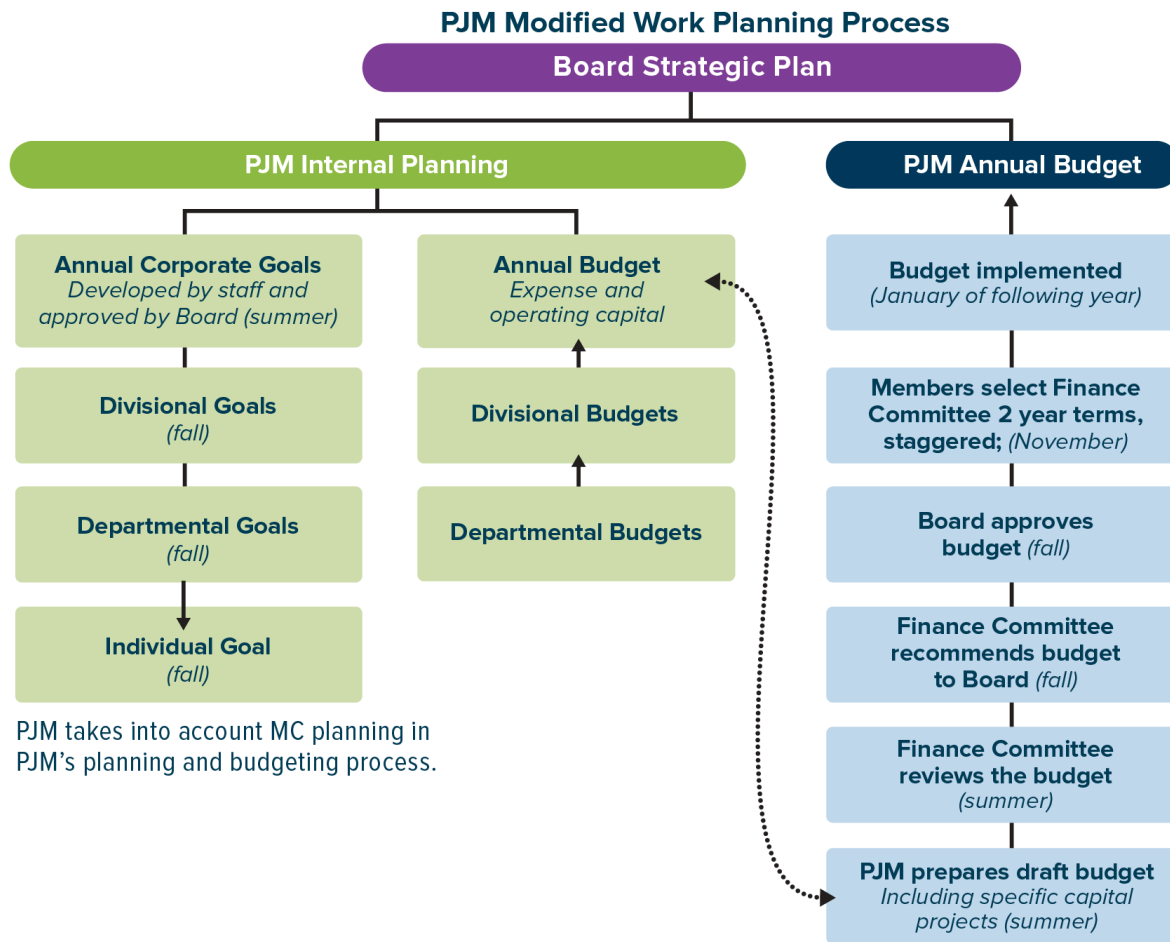 PJM Modified Work Planning Process
Board Strategic Plan
PJM Internal Planning
Annual Corporate Goals
Developed by staff and
approved by Board (summer)
Divisional Goals
(fall)
Departmental Goals
(fall)
Individual Goal
(fall)
PJM takes into account MC planning in
PJM's planning and budgeting process.
Annual Budget
Expense and
operating capital
Divisional Budgets
Departmental Budgets
PJM Annual Budget
Budget implemented
(January of following year)
Members select Finance
Committee 2 year terms,
staggered; (November)
Board approves
budget (fall)
Finance Committee
recommends budget
to Board (fall)
Finance Committee
reviews the budget
(summer)
PJM prepares draft budget
Including specific capital
projects (summer)